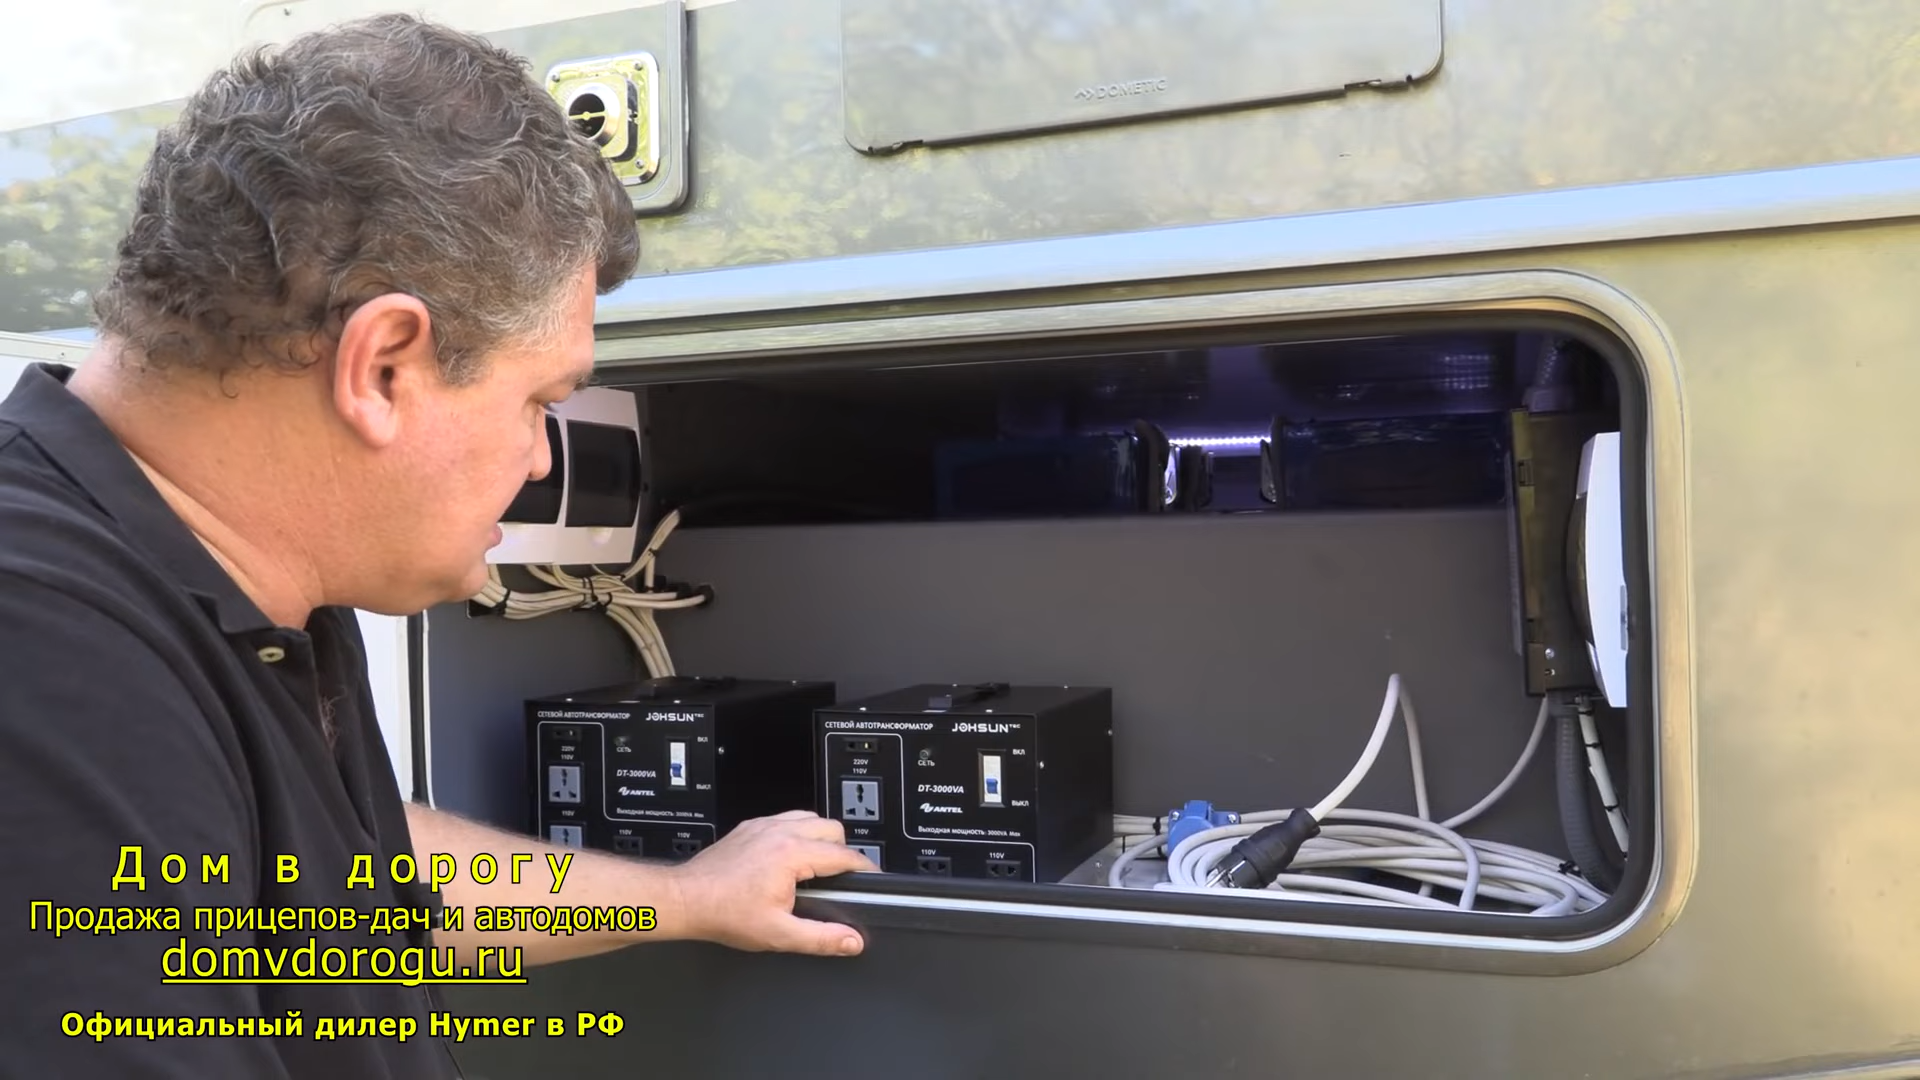 DOMETIC
СЕТЕВОЙ АВТОТРАНСФОРМАТОР JOHSUN TEC
ВКЛ
220V
110V
СЕТЬ
DT-3000VA
ANTEL
ВЫКЛ
Выходная мощность: 3000VA Max
110V
110V
110V
СЕТЕВОЙ АВТОТРАНСФОРМАТОР JOHSUN TEC
ВКЛ
220V
110V
СЕТЬ
DT-3000VA
ANTEL
ВЫКЛ
Выходная мощность: 3000VA Max
110V
110V
110V
Дом в дорогу
Продажа прицепов-дач и автодомов
domvdorogu.ru
Официальный дилер Hymer в РФ